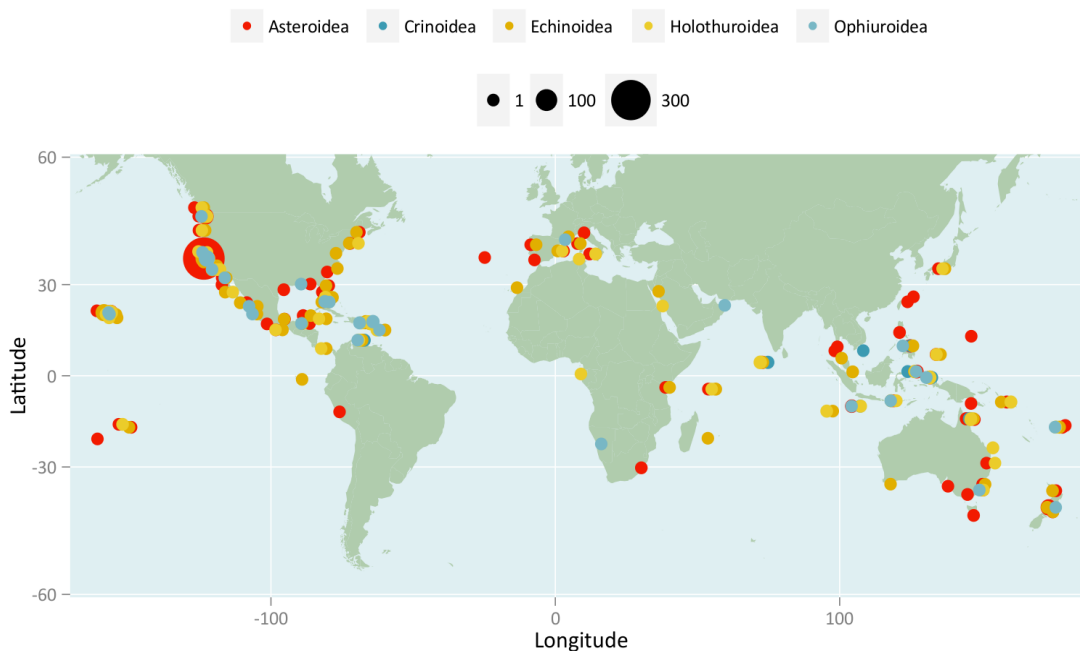 Asteroidea Crinoidea Echinoidea Holothuroidea Ophiuroidea
1 100 300
60
30
0
-30
-60
Latitude
-100 0 100
Longitude